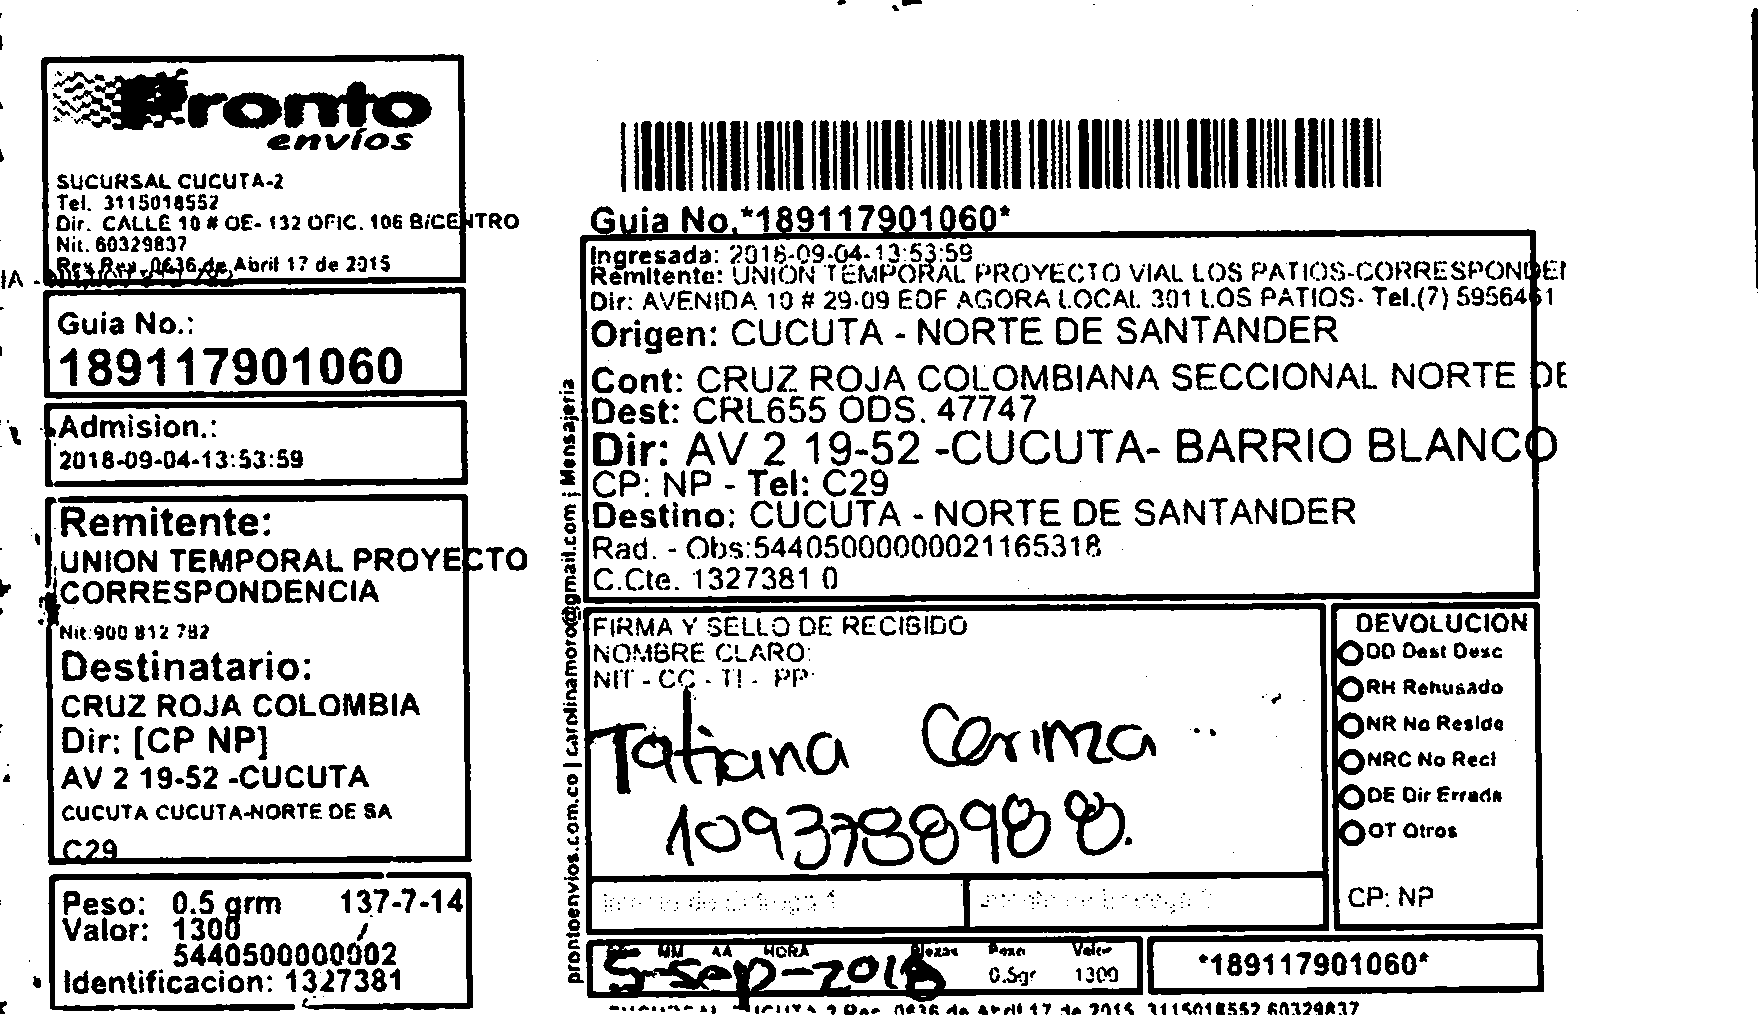 Pronto
envíos
SUCURSAL CUCUTA-2
Tel. 3115018552
Dir. CALLE 10 # OE- 132 OFIC. 106 B/CENTRO
Nit. 60329837
Abril 17 de 2015
Guia No.:
189117901060
Admision.:
2018-09-04-13:53:59
Remitente:
UNION TEMPORAL PROYECTO
CORRESPONDENCIA
Nit:900 812 782
Destinatario:
CRUZ ROJA COLOMBIA
Dir: [CP NP]
AV 2 19-52 -CUCUTA
CUCUTA CUCUTA-NORTE DE SA
C29
Peso: 0.5 grm 137-7-14
Valor: 1300
5440500000002
Identificacion: 1327381
prontoenvios.com.co | carolinamoro@gmail.com | Mensajeria
Guia No.*189117901060*
Ingresada: 2018-09-04-13:53:59
Remitente: UNION TEMPORAL PROYECTO VIAL LOS PATIOS-CORRESPONDE
Dir: AVENIDA 10 # 29-09 EDF AGORA LOCAL 301 LOS PATIOS- Tel.(7) 5956461
Origen: CUCUTA - NORTE DE SANTANDER
Cont: CRUZ ROJA COLOMBIANA SECCIONAL NORTE DE
Dest: CRL655 ODS. 47747
Dir: AV 2 19-52 -CUCUTA- BARRIO BLANCO
CP: NP - Tel: C29
Destino: CUCUTA - NORTE DE SANTANDER
Rad. - Obs:544050000000021165318
C.Cte. 1327381 0
FIRMA Y SELLO DE RECIBIDO
NOMBRE CLARO:
NIT - CC - TI - PP:
Tatiana
1093788988.
DEVOLUCION
DD Dest Desc
RH Rehusado
NR No Reside
NRC No Recl
DE Dir Errada
OT Otros
CP: NP
MM AA HORA Piezas Peso Valor
5-Sep-2018 0.5gr 1300
*189117901060*
SUCURSAL CUCUTA-2 Res. 0636 de Abril 17 de 2015 3115018552 60329837